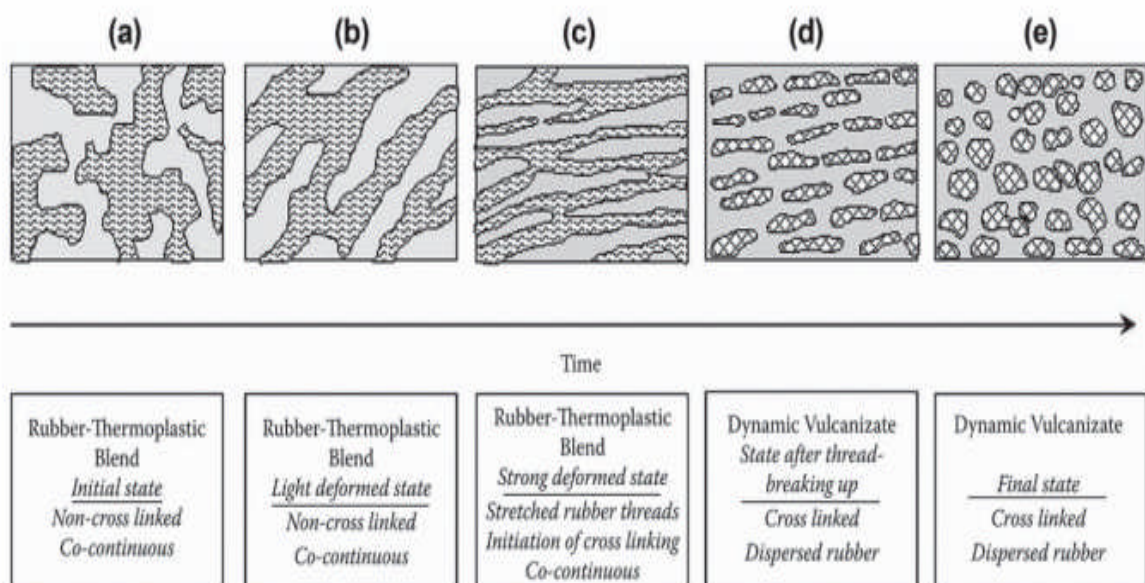 (a)
(b)
(c)
(d)
(e)
Time
Rubber-Thermoplastic
Blend
Initial state
Non-cross linked
Co-continuous
Rubber-Thermoplastic
Blend
Light deformed state
Non-cross linked
Co-continuous
Rubber-Thermoplastic
Blend
Strong deformed state
Stretched rubber threads
Initiation of cross linking
Co-continuous
Dynamic Vulcanizate
State after thread-
breaking up
Cross linked
Dispersed rubber
Dynamic Vulcanizate
Final state
Cross linked
Dispersed rubber